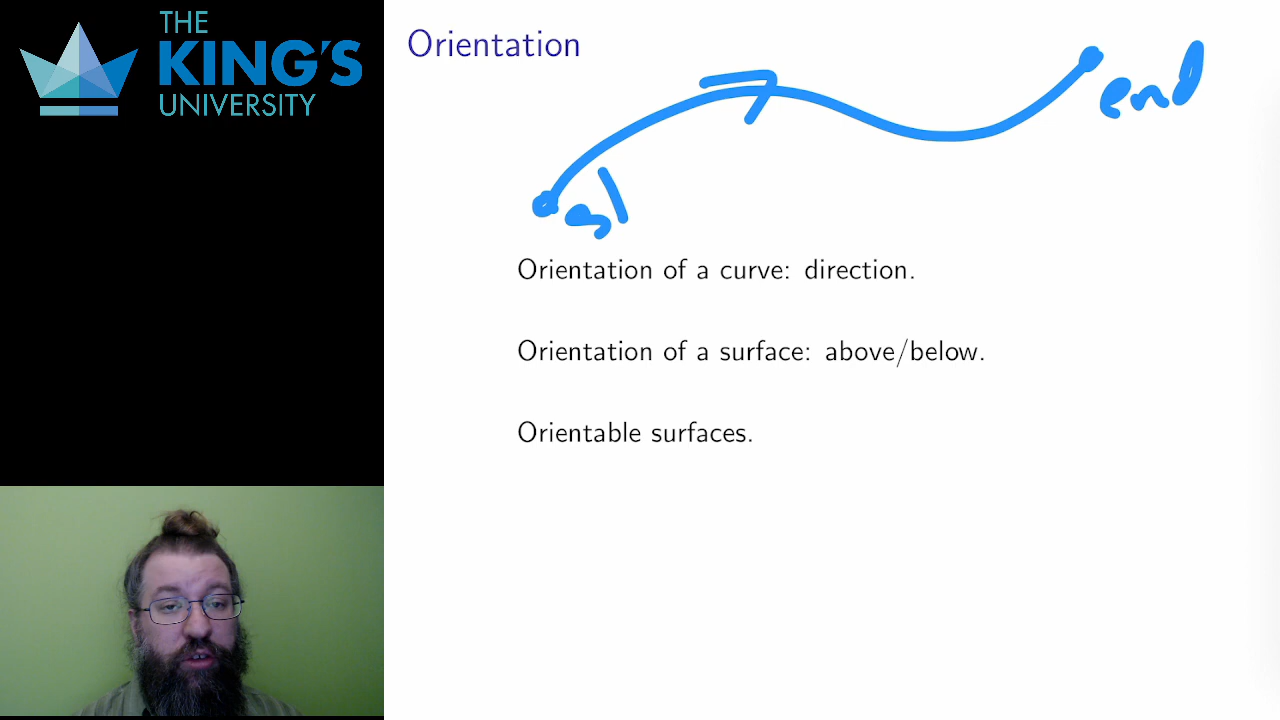 THE
KING'S
UNIVERSITY
Orientation
end
Orientation of a curve: direction.
Orientation of a surface: above/below.
Orientable surfaces.